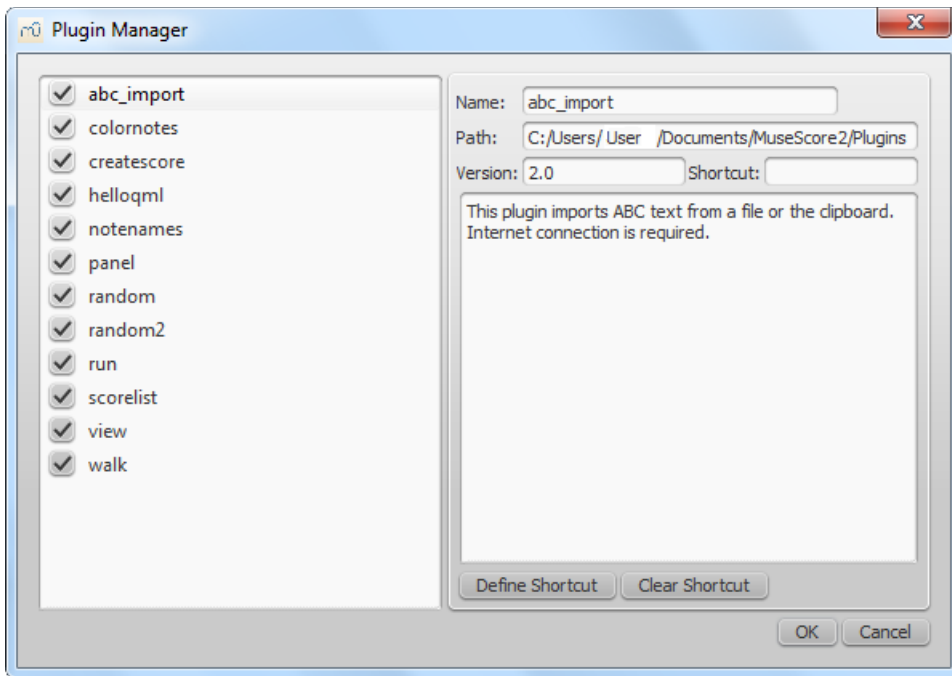 Plugin Manager
abc_import
colornotes
createscore
helloqml
notenames
panel
random
random2
run
scorelist
view
walk
Name: abc_import
Path: C:/Users/ User /Documents/MuseScore2/Plugins
Version: 2.0 Shortcut:
This plugin imports ABC text from a file or the clipboard.
Internet connection is required.
Define Shortcut Clear Shortcut
OK Cancel